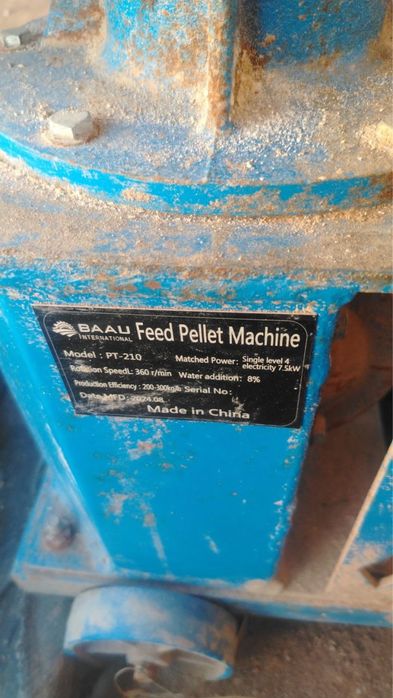 BAAU Feed Pellet Machine
INTERNATIONAL
Model : PT-210 Matched Power: Single level 4 electricity 7.5kW
Rotation SpeedL: 360 r/min Water addition: 8%
Production Efficiency : 200-300kg/h Serial No:
Date MFD: 2024.08
Made in China